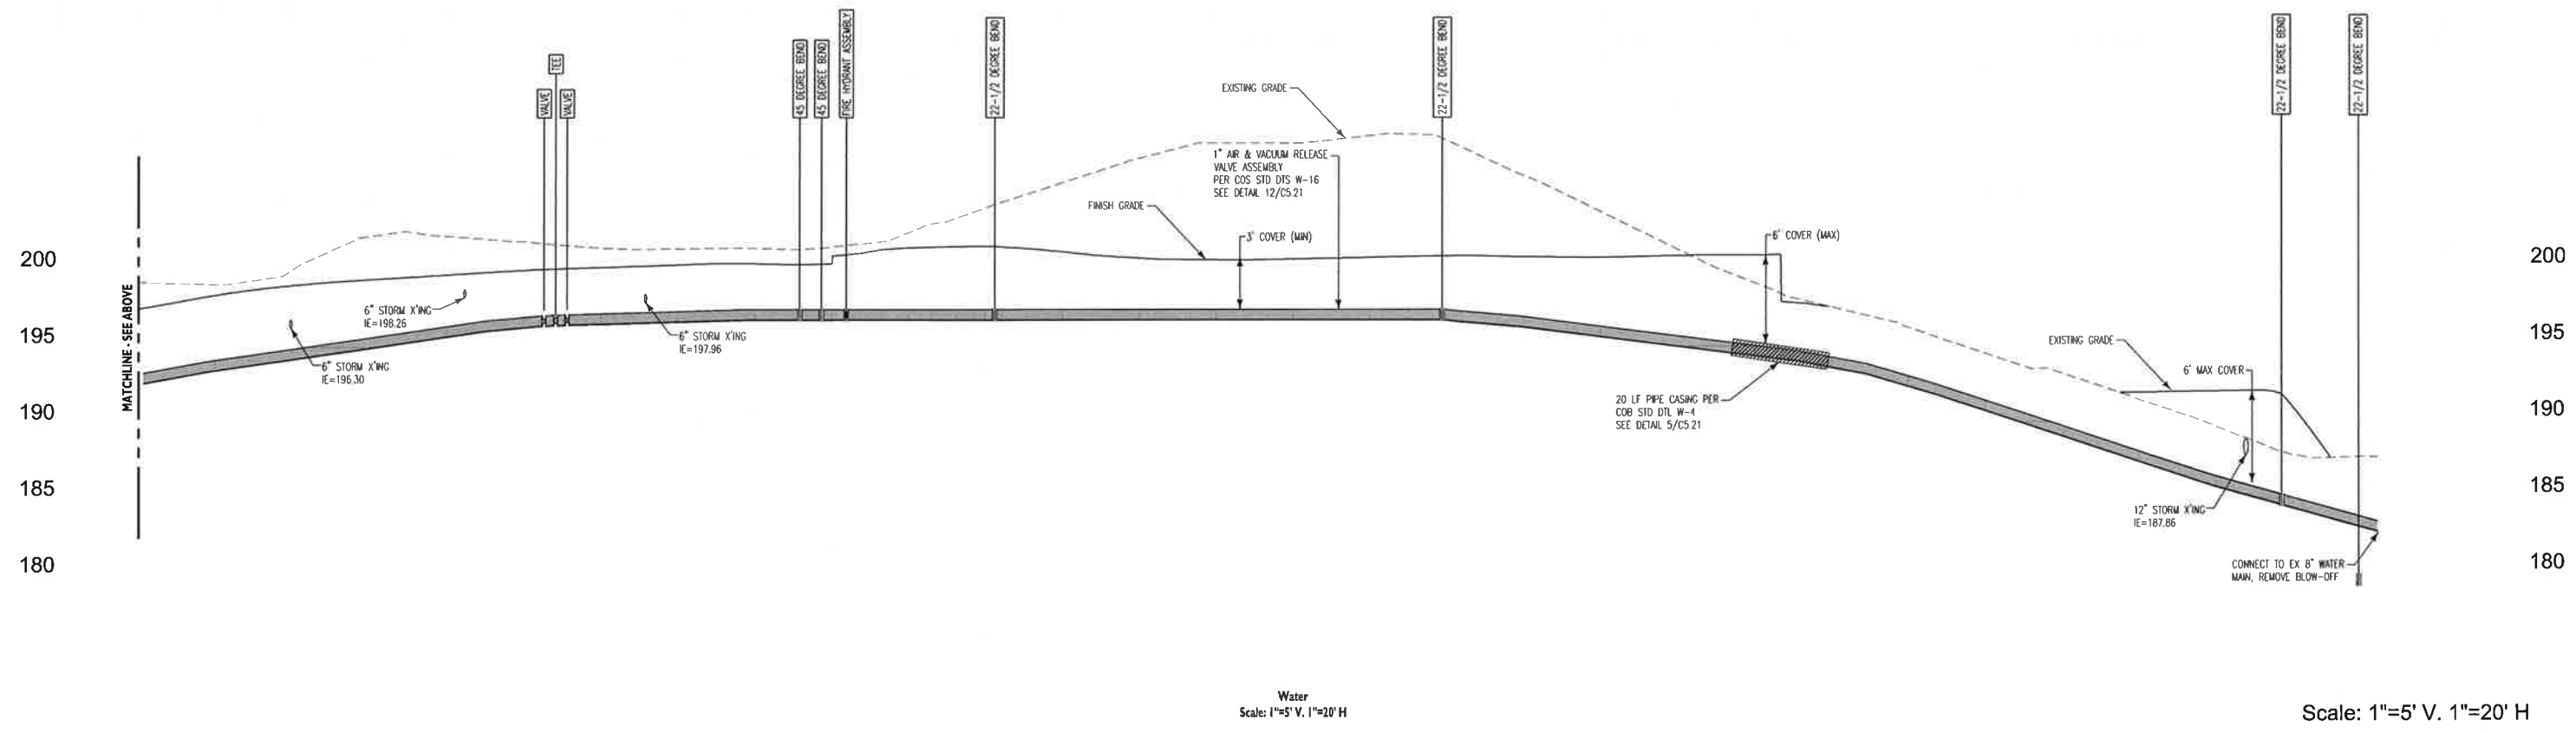 VALVE
TEE
VALVE
45 DEGREE BEND
45 DEGREE BEND
FIRE HYDRANT ASSEMBLY
22-1/2 DEGREE BEND
22-1/2 DEGREE BEND
22-1/2 DEGREE BEND
22-1/2 DEGREE BEND
EXISTING GRADE
1" AIR & VACUUM RELEASE
VALVE ASSEMBLY
PER COS STD DTS W-16
SEE DETAIL 12/C5.21
FINISH GRADE
3' COVER (MIN)
6' COVER (MAX)
200
195
190
185
180
MATCHLINE - SEE ABOVE
6" STORM X'ING
IE=198.26
6" STORM X'ING
IE=196.30
6" STORM X'ING
IE=197.96
20 LF PIPE CASING PER
COB STD DTL W-4
SEE DETAIL 5/C5.21
EXISTING GRADE
6' MAX COVER
12" STORM X'ING
IE=187.86
CONNECT TO EX 8" WATER
MAIN, REMOVE BLOW-OFF
200
195
190
185
180
Water
Scale: 1"=5' V. 1"=20' H
Scale: 1"=5' V. 1"=20' H